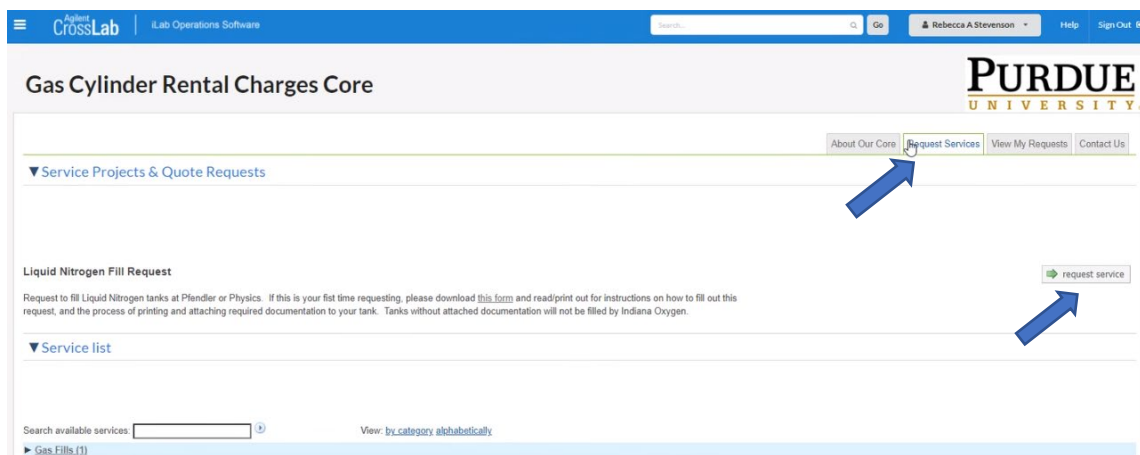 Agilent
CrossLab
iLab Operations Software
Search...
Go
Rebecca A Stevenson
Help
Sign Out
Gas Cylinder Rental Charges Core
PURDUE
UNIVERSITY
About Our Core
Request Services
View My Requests
Contact Us
Service Projects & Quote Requests
Liquid Nitrogen Fill Request
request service
Request to fill Liquid Nitrogen tanks at Pfendler or Physics. If this is your fist time requesting, please download this form and read/print out for instructions on how to fill out this
request, and the process of printing and attaching required documentation to your tank. Tanks without attached documentation will not be filled by Indiana Oxygen.
Service list
Search available services:
View: by category alphabetically
Gas Fills (1)